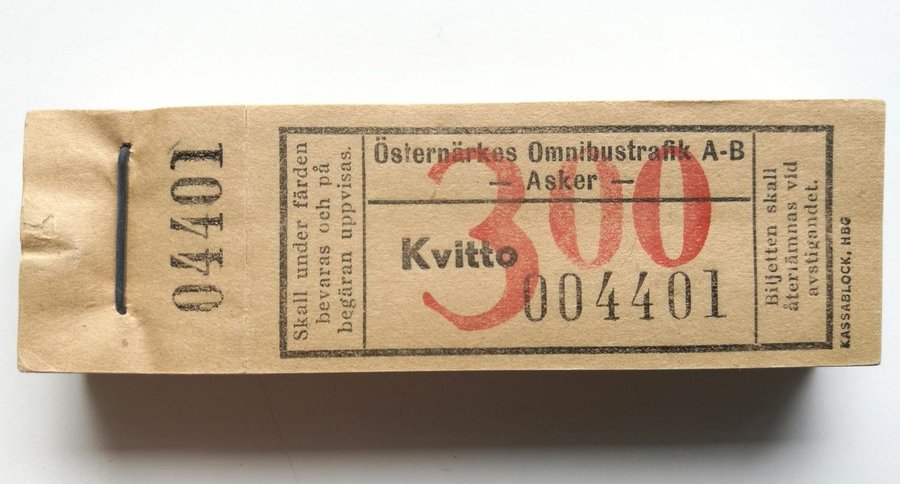 04401
Skall under färden
bevaras och på
begäran uppvisas.
Östernärkes Omnibustrafik A-B
— Asker —
300
Kvitto
004401
Biljetten skall
återlämnas vid
avstigandet.
KASSABLOCK, HBG